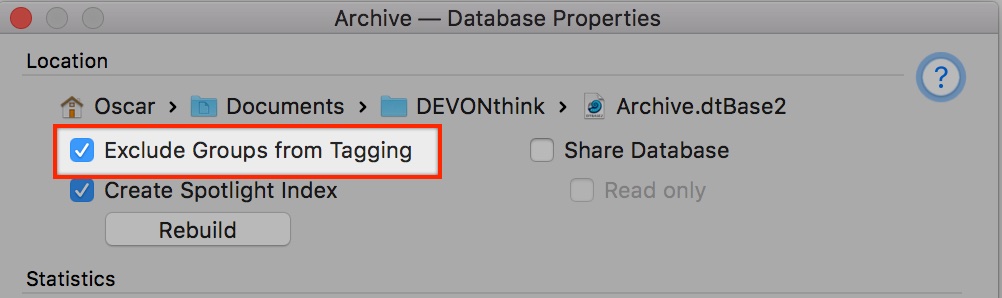 Archive — Database Properties
Location
?
Oscar › Documents › DEVONthink › Archive.dtBase2
Exclude Groups from Tagging Share Database
Create Spotlight Index Read only
Rebuild
Statistics